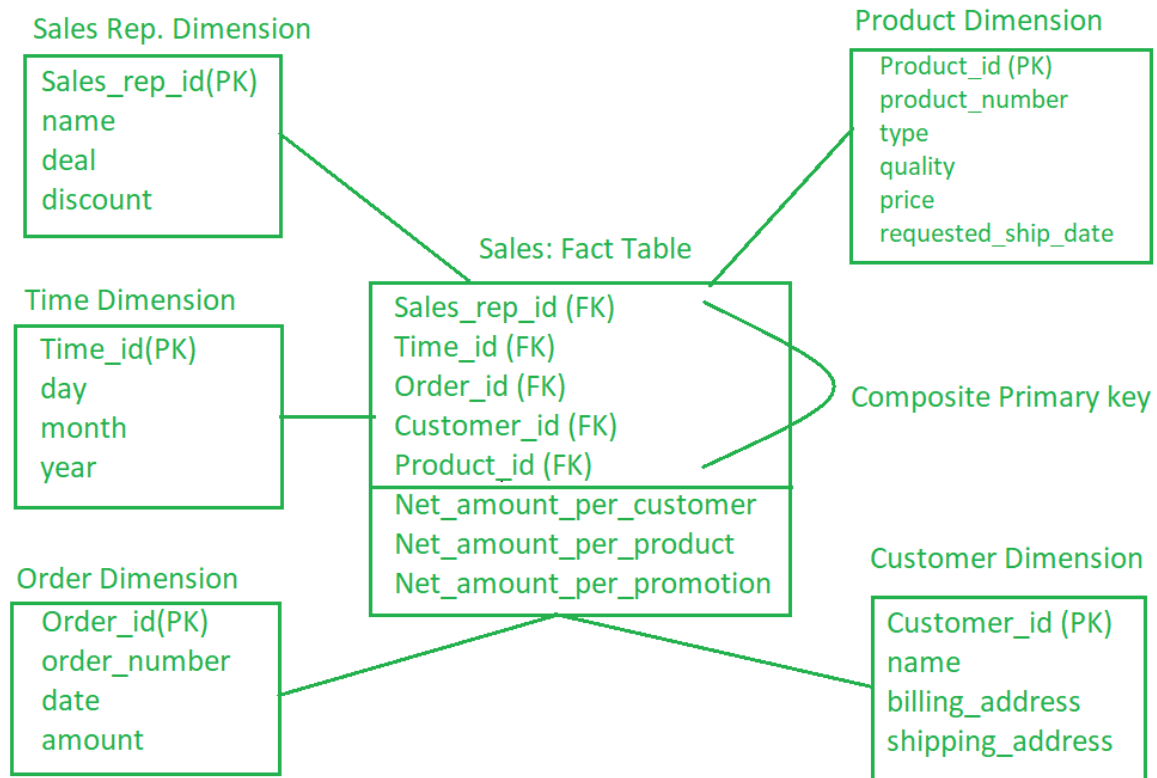 Sales Rep. Dimension
Sales_rep_id(PK)
name
deal
discount
Product Dimension
Product_id (PK)
product_number
type
quality
price
requested_ship_date
Sales: Fact Table
Sales_rep_id (FK)
Time_id (FK)
Order_id (FK)
Customer_id (FK)
Product_id (FK)
Net_amount_per_customer
Net_amount_per_product
Net_amount_per_promotion
Composite Primary key
Time Dimension
Time_id(PK)
day
month
year
Order Dimension
Order_id(PK)
order_number
date
amount
Customer Dimension
Customer_id (PK)
name
billing_address
shipping_address